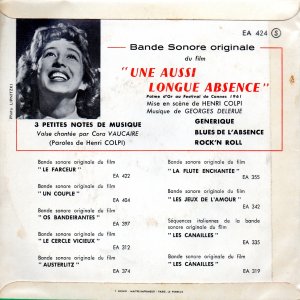 EA 424 S
Photo LIPNITZKI
Bande Sonore originale
du film
"UNE AUSSI
LONGUE ABSENCE"
Palme d'Or au Festival de Cannes 1961
Mise en scène de HENRI COLPI
Musique de GEORGES DELERUE
3 PETITES NOTES DE MUSIQUE
Valse chantée par Cora VAUCAIRE
(Paroles de Henri COLPI)
GENERIQUE
BLUES DE L'ABSENCE
ROCK'N ROLL
Bande sonore originale du film
"LE FARCEUR"
EA 422
Bande sonore originale du film
"UN COUPLE"
EA 404
Bande sonore originale du film
"OS BANDEIRANTES"
EA 397
Bande sonore originale du film
"LE CERCLE VICIEUX"
EA 312
Bande sonore originale du film
"AUSTERLITZ"
EA 374
Bande sonore originale du film
"LA FLUTE ENCHANTÉE"
EA 355
Bande sonore originale du film
"LES JEUX DE L'AMOUR"
EA 342
Séquences italiennes de la bande
sonore originale du film
"LES CANAILLES"
EA 335
Bande sonore originale du film
"LES CANAILLES"
EA 319